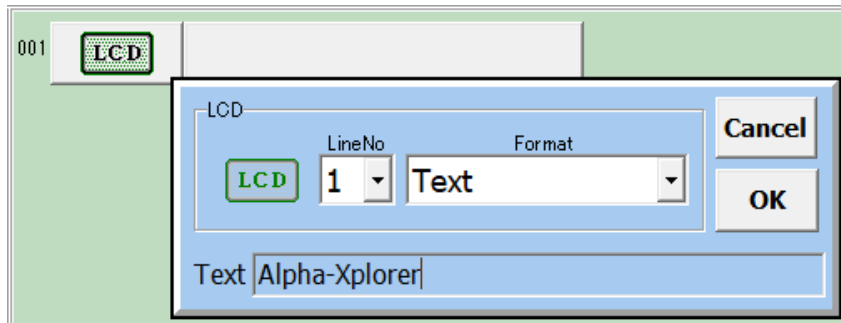 001 LCD
LCD
LineNo Format
Cancel
LCD 1 Text
OK
Text Alpha-Xplorer